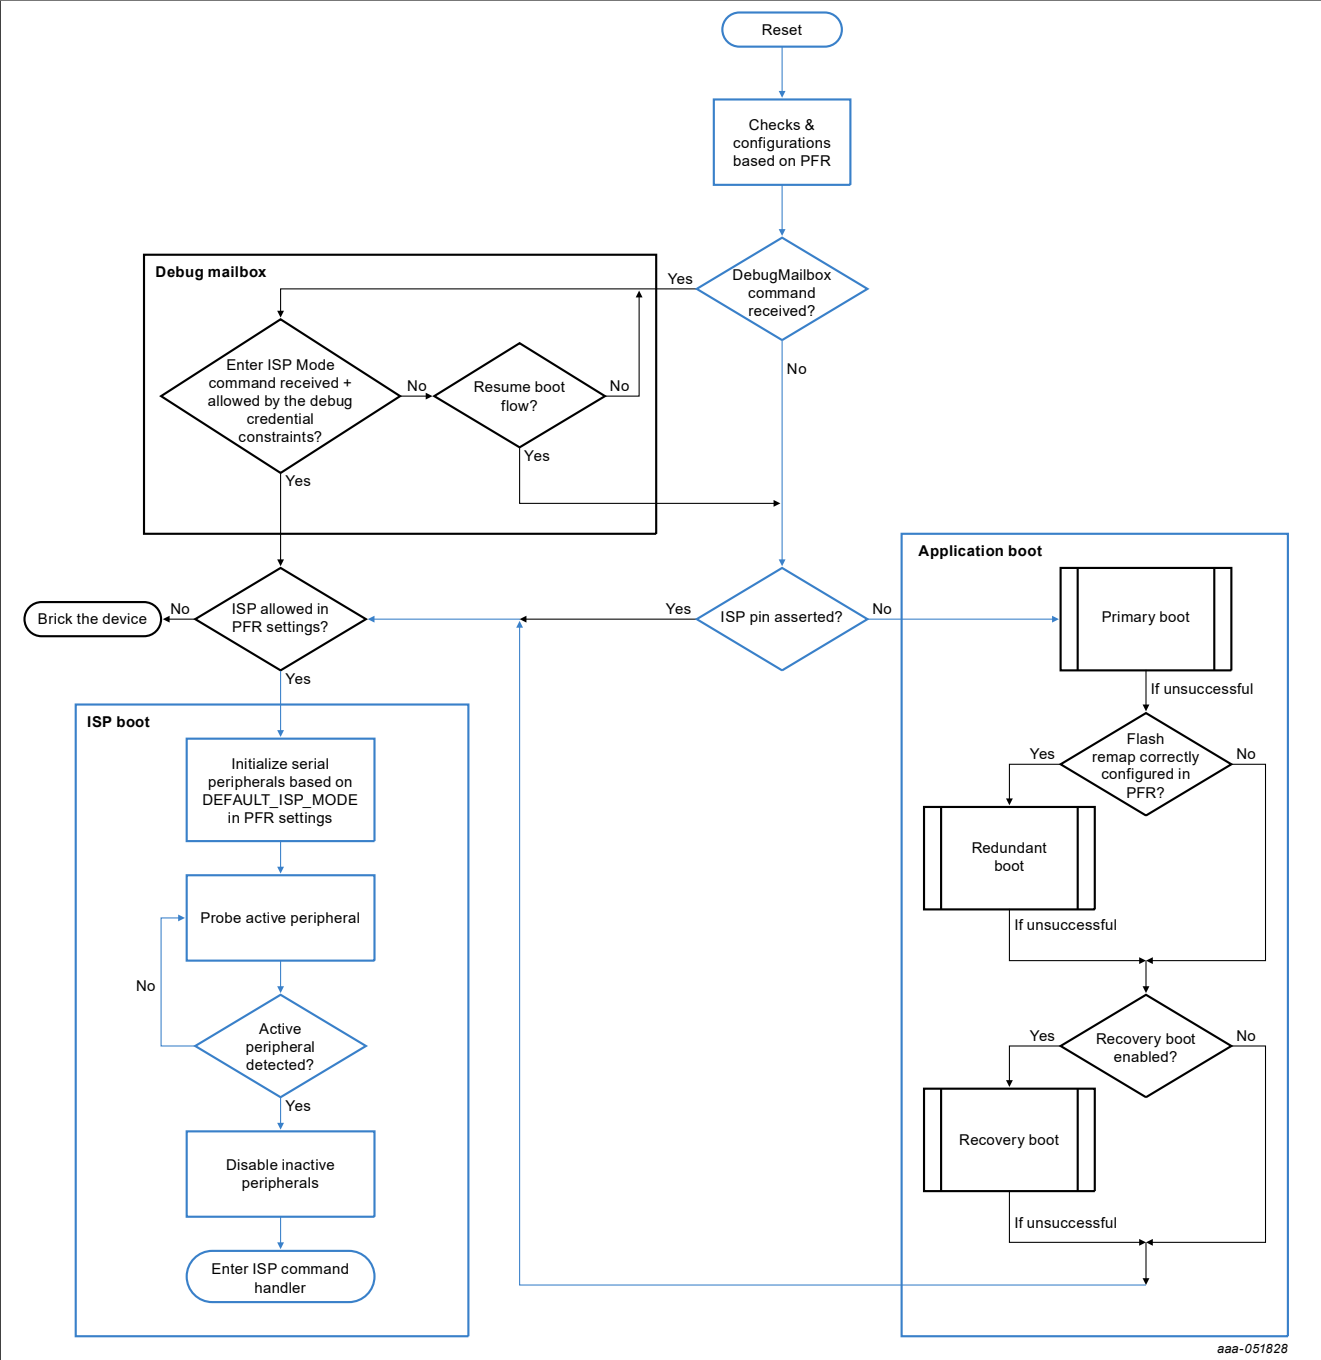 Reset
Checks &
configurations
based on PFR
DebugMailbox
command
received?
Yes
No
Debug mailbox
Enter ISP Mode
command received +
allowed by the debug
credential
constraints?
No
Yes
Resume boot
flow?
No
Yes
Brick the device
No
ISP allowed in
PFR settings?
Yes
Yes
ISP pin asserted?
No
Application boot
Primary boot
If unsuccessful
Flash
remap correctly
configured in
PFR?
Yes
No
Redundant
boot
If unsuccessful
Recovery boot
enabled?
Yes
No
Recovery boot
If unsuccessful
ISP boot
Initialize serial
peripherals based on
DEFAULT_ISP_MODE
in PFR settings
Probe active peripheral
No
Active
peripheral
detected?
Yes
Disable inactive
peripherals
Enter ISP command
handler
aaa-051828